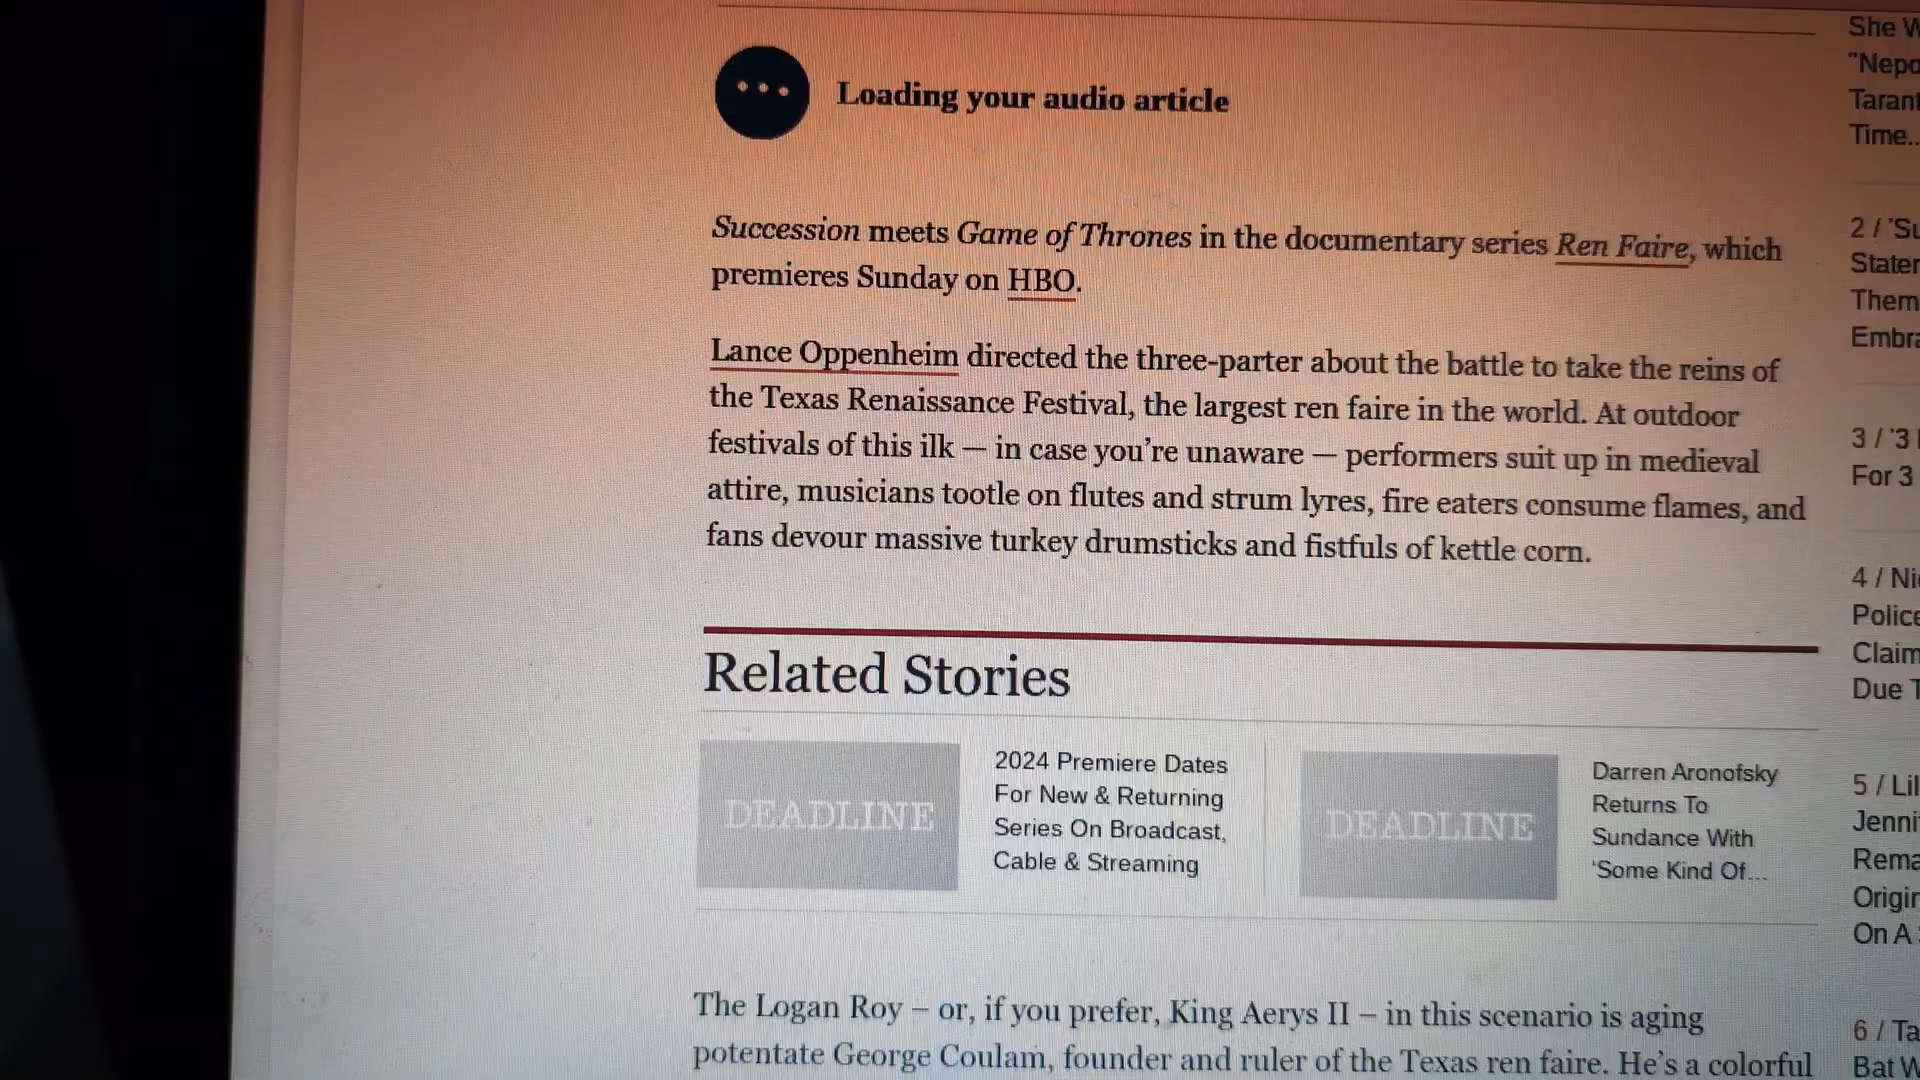 Loading your audio article
Succession meets Game of Thrones in the documentary series Ren Faire, which
premieres Sunday on HBO.
Lance Oppenheim directed the three-parter about the battle to take the reins of
the Texas Renaissance Festival, the largest ren faire in the world. At outdoor
festivals of this ilk — in case you’re unaware — performers suit up in medieval
attire, musicians tootle on flutes and strum lyres, fire eaters consume flames, and
fans devour massive turkey drumsticks and fistfuls of kettle corn.
Related Stories
DEADLINE
2024 Premiere Dates
For New & Returning
Series On Broadcast,
Cable & Streaming
DEADLINE
Darren Aronofsky
Returns To
Sundance With
‘Some Kind Of...
The Logan Roy – or, if you prefer, King Aerys II – in this scenario is aging
potentate George Coulam, founder and ruler of the Texas ren faire. He’s a colorful
She
Time..
2 /
Them
3 / ’3
For 3
4 /
Due
5 /
On A
6 /
Bat